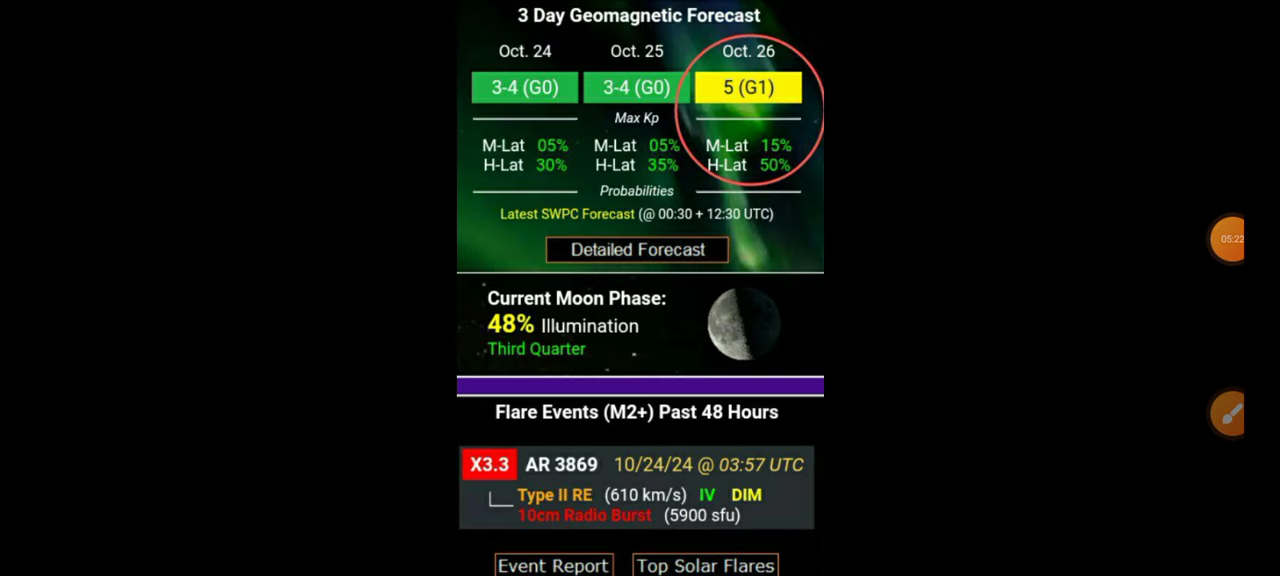 3 Day Geomagnetic Forecast
Oct. 24 Oct. 25 Oct. 26
3-4 (G0) 3-4 (G0) 5 (G1)
Max Kp
M-Lat 05% M-Lat 05% M-Lat 15%
H-Lat 30% H-Lat 35% H-Lat 50%
Probabilities
Latest SWPC Forecast (@ 00:30 + 12:30 UTC)
Detailed Forecast
Current Moon Phase:
48% Illumination
Third Quarter
Flare Events (M2+) Past 48 Hours
X3.3 AR 3869 10/24/24 @ 03:57 UTC
Type II RE (610 km/s) IV DIM
10cm Radio Burst (5900 sfu)
Event Report Top Solar Flares
05:22